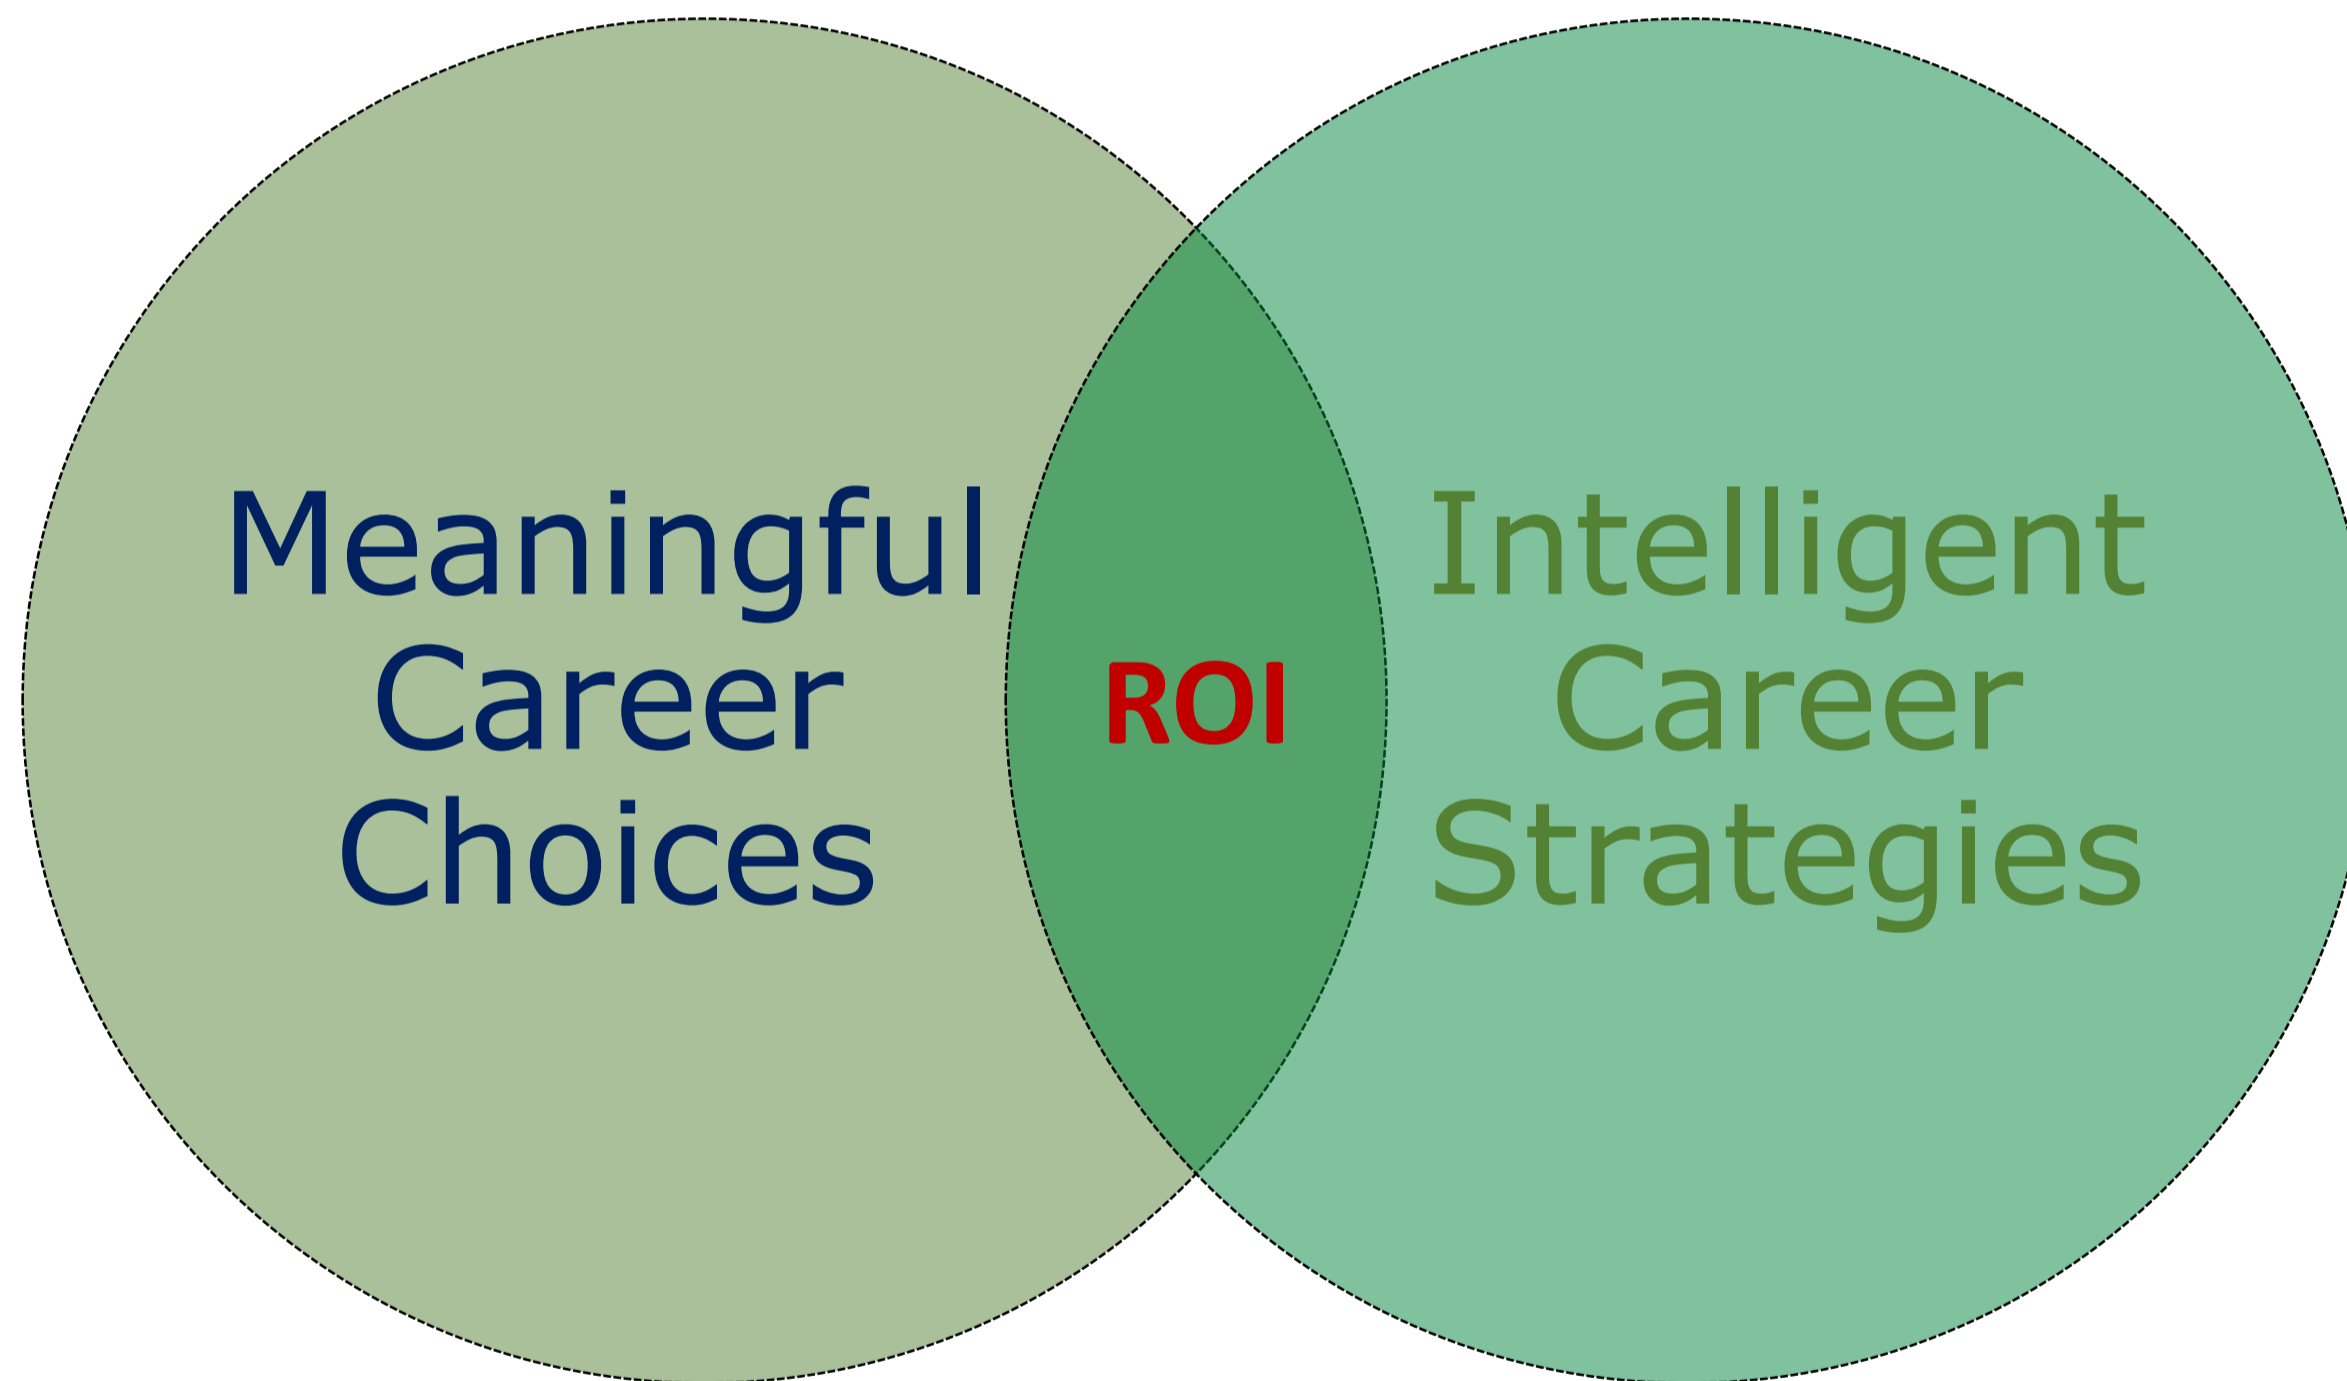 Meaningful
Career
Choices
ROI
Intelligent
Career
Strategies